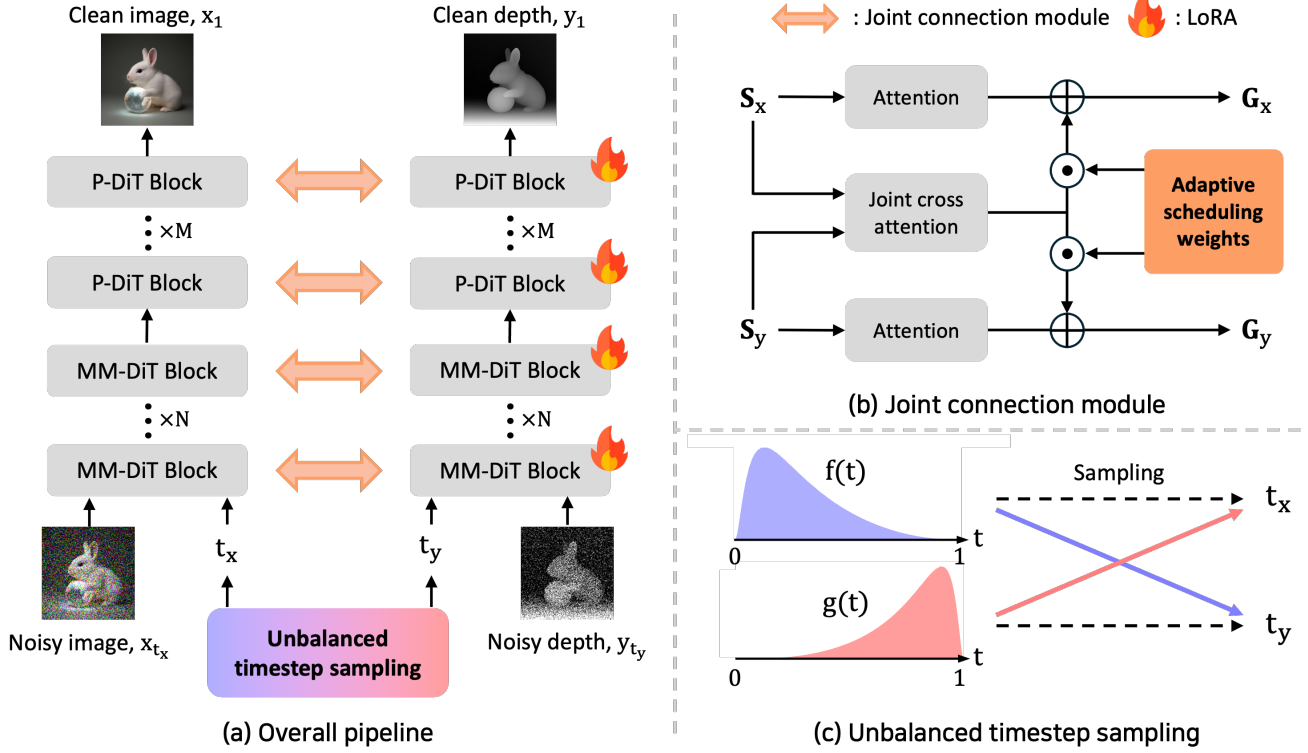 Clean image, x₁
Clean depth, y₁
P-DiT Block
P-DiT Block
×M
×M
P-DiT Block
P-DiT Block
MM-DiT Block
MM-DiT Block
×N
×N
MM-DiT Block
MM-DiT Block
tₓ
t_y
Noisy image, x_{t_x}
Unbalanced
timestep sampling
Noisy depth, y_{t_y}
(a) Overall pipeline
: Joint connection module
: LoRA
Sₓ
Attention
Gₓ
Joint cross
attention
Adaptive
scheduling
weights
S_y
Attention
G_y
(b) Joint connection module
f(t)
0
1
t
g(t)
0
1
t
Sampling
tₓ
t_y
(c) Unbalanced timestep sampling